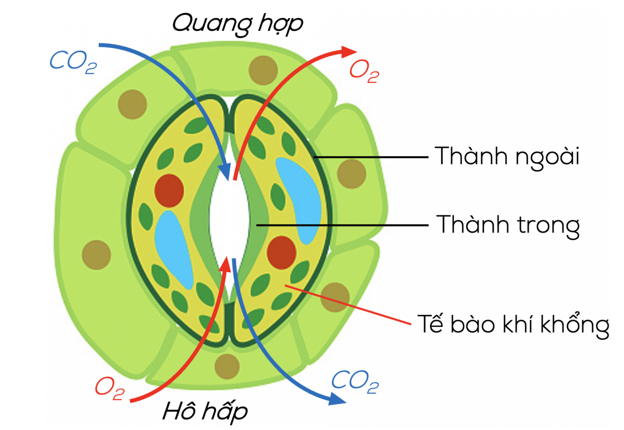 Quang hợp
CO2
O2
Thành ngoài
Thành trong
Tế bào khí khổng
O2
CO2
Hô hấp